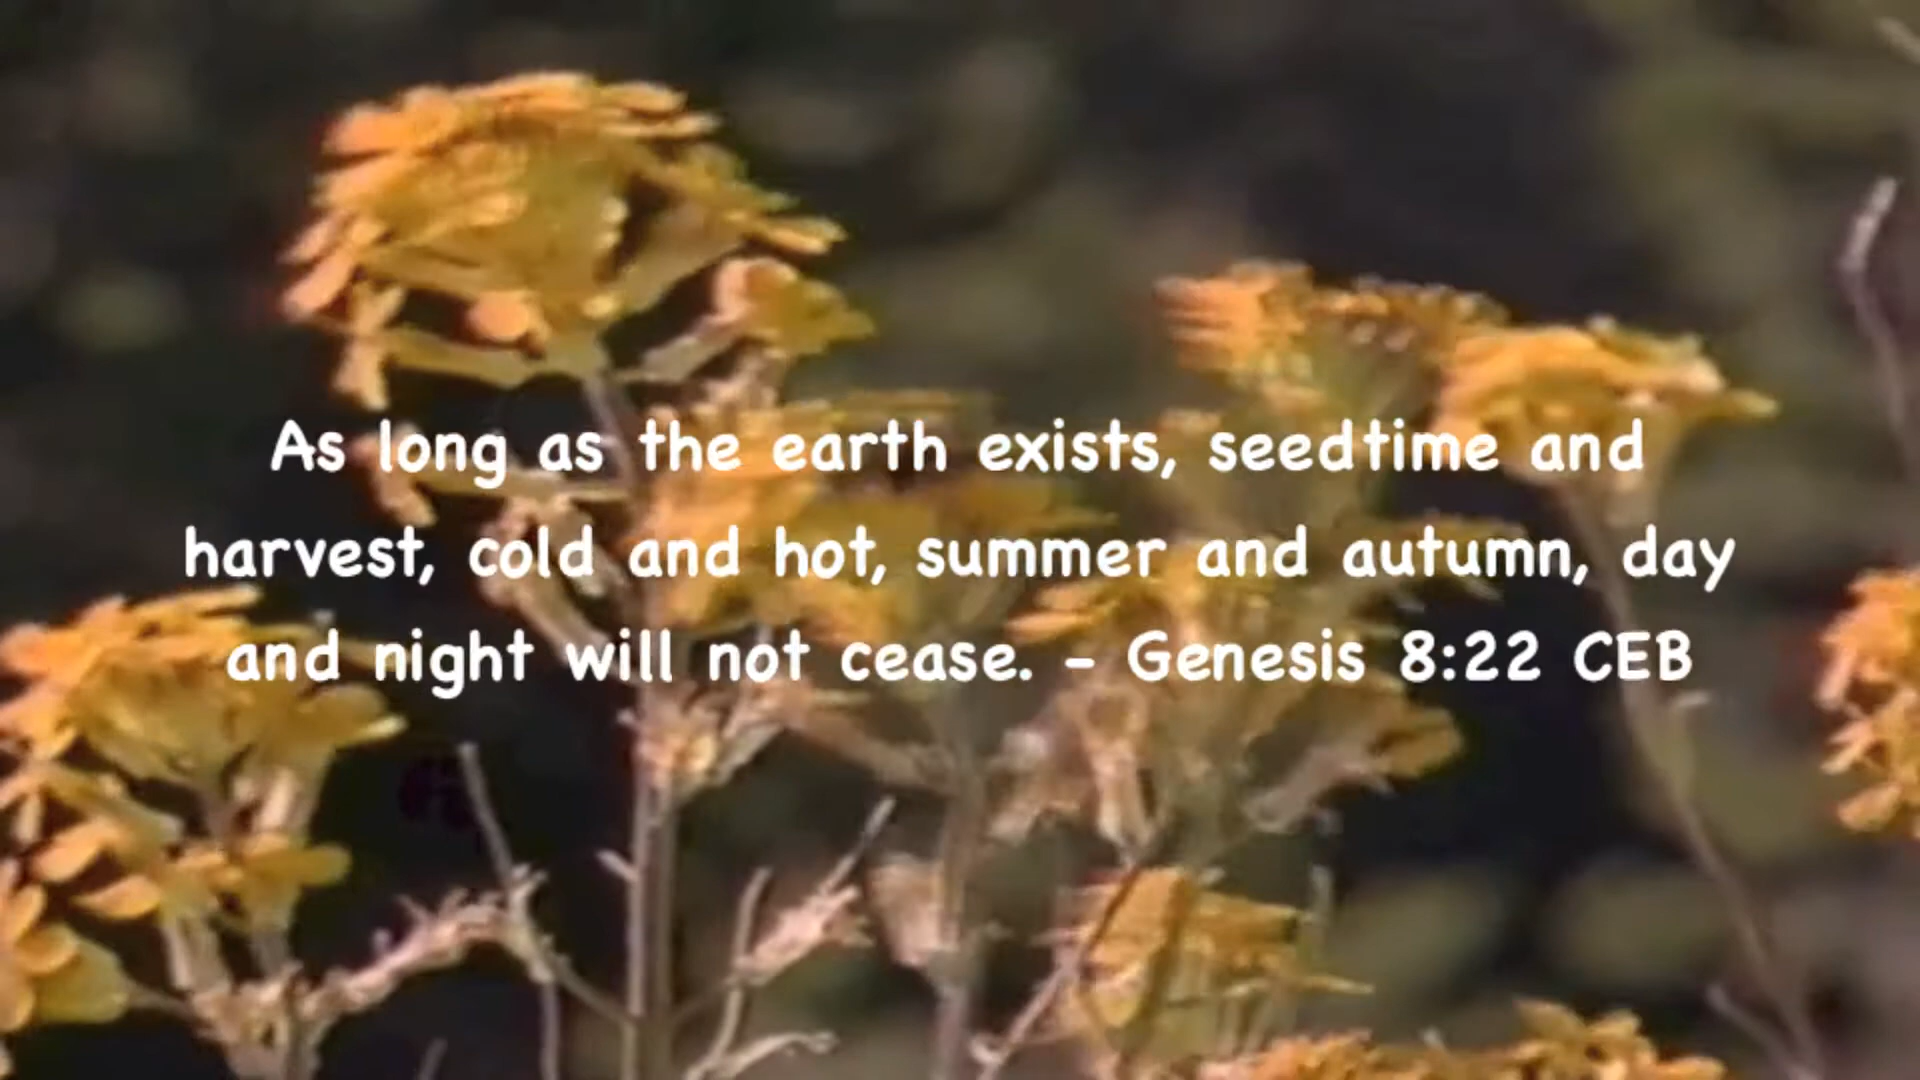 As long as the earth exists, seedtime and
harvest, cold and hot, summer and autumn, day
and night will not cease. - Genesis 8:22 CEB